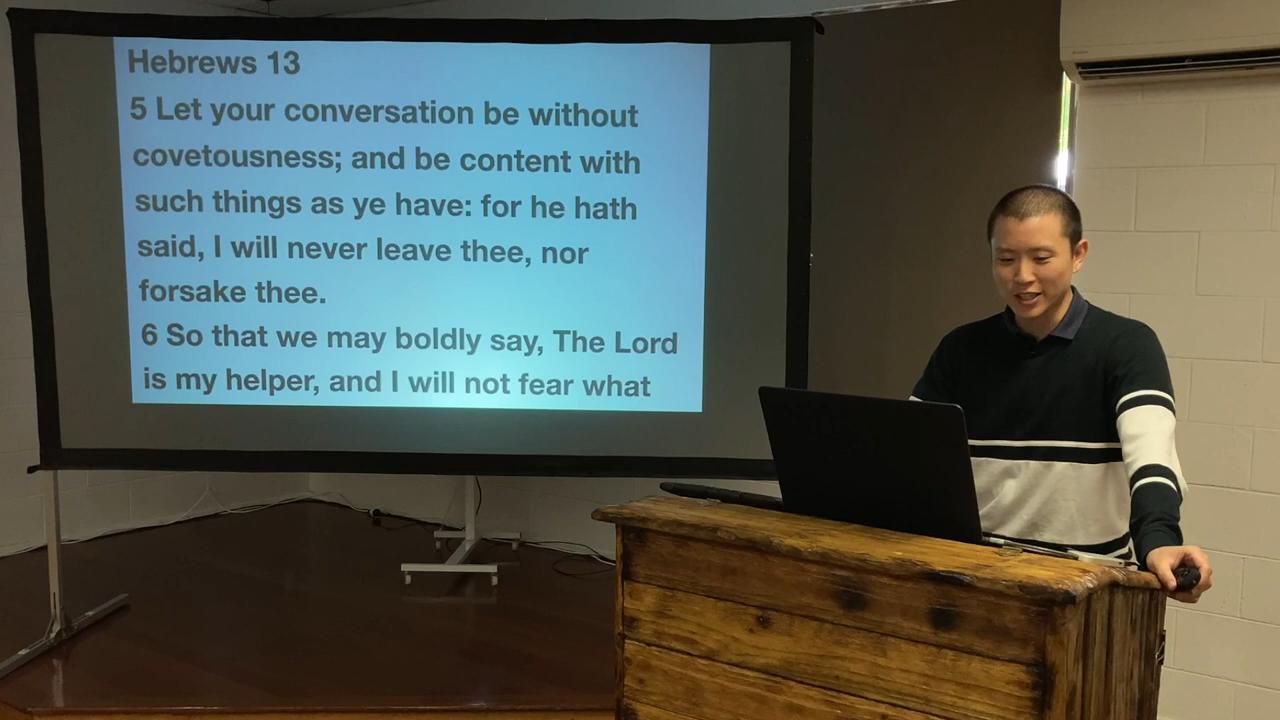 Hebrews 13
5 Let your conversation be without
covetousness; and be content with
such things as ye have: for he hath
said, I will never leave thee, nor
forsake thee.
6 So that we may boldly say, The Lord
is my helper, and I will not fear what